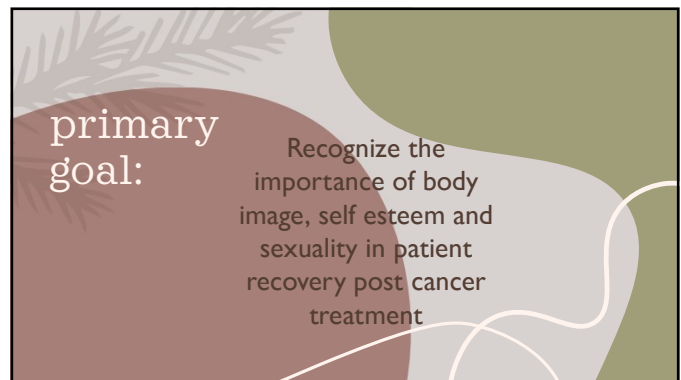 primary
goal:
Recognize the
importance of body
image, self esteem and
sexuality in patient
recovery post cancer
treatment